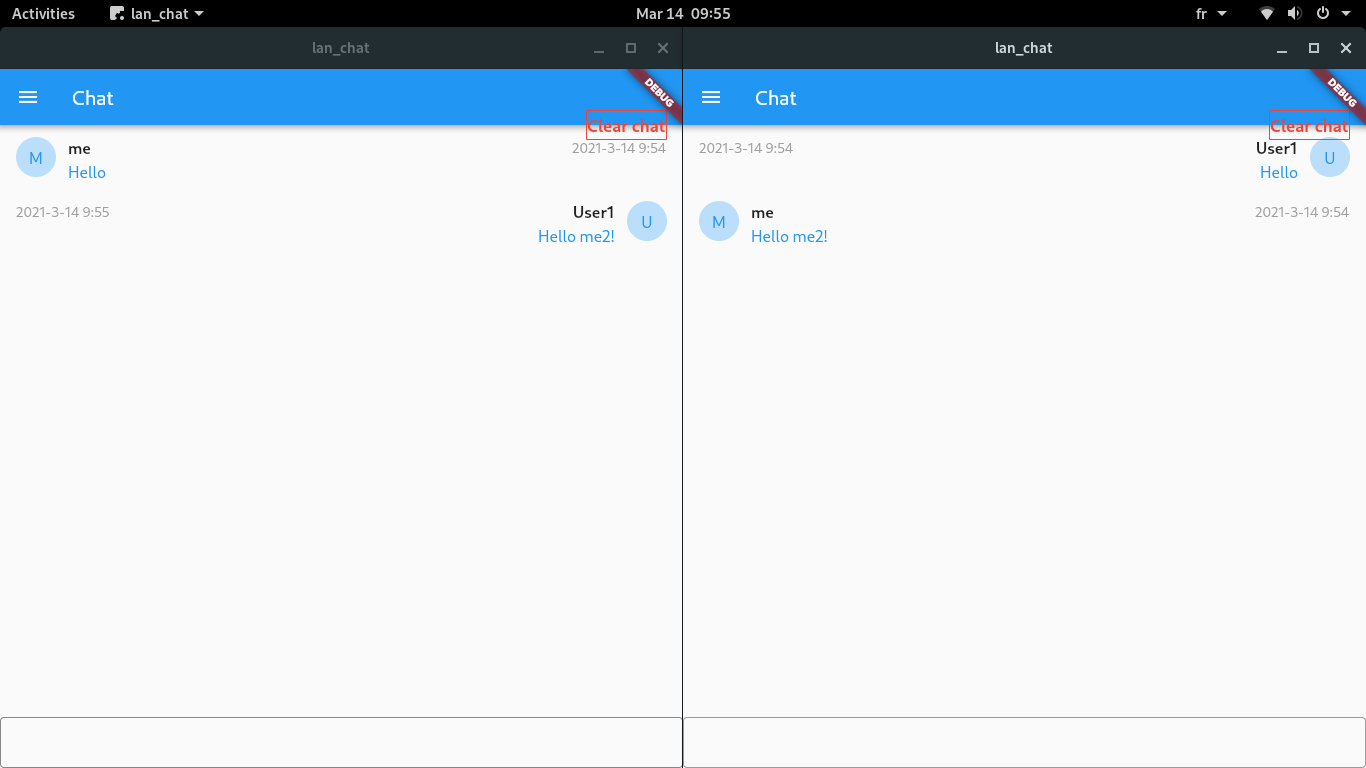 Activities lan_chat Mar 14 09:55 fr
lan_chat
Chat
DEBUG
Clear chat
M me 2021-3-14 9:54
Hello
2021-3-14 9:55 User1 U
Hello me2!
lan_chat
Chat
DEBUG
Clear chat
2021-3-14 9:54 User1 U
Hello
M me 2021-3-14 9:54
Hello me2!